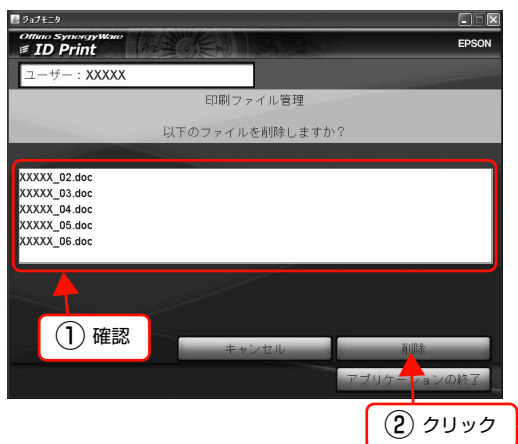 ジョブモニタ
Offirio SynergyWare
ID Print
EPSON
ユーザー：XXXXX
印刷ファイル管理
以下のファイルを削除しますか？
XXXXX_02.doc
XXXXX_03.doc
XXXXX_04.doc
XXXXX_05.doc
XXXXX_06.doc
① 確認
キャンセル
削除
アプリケーションの終了
② クリック